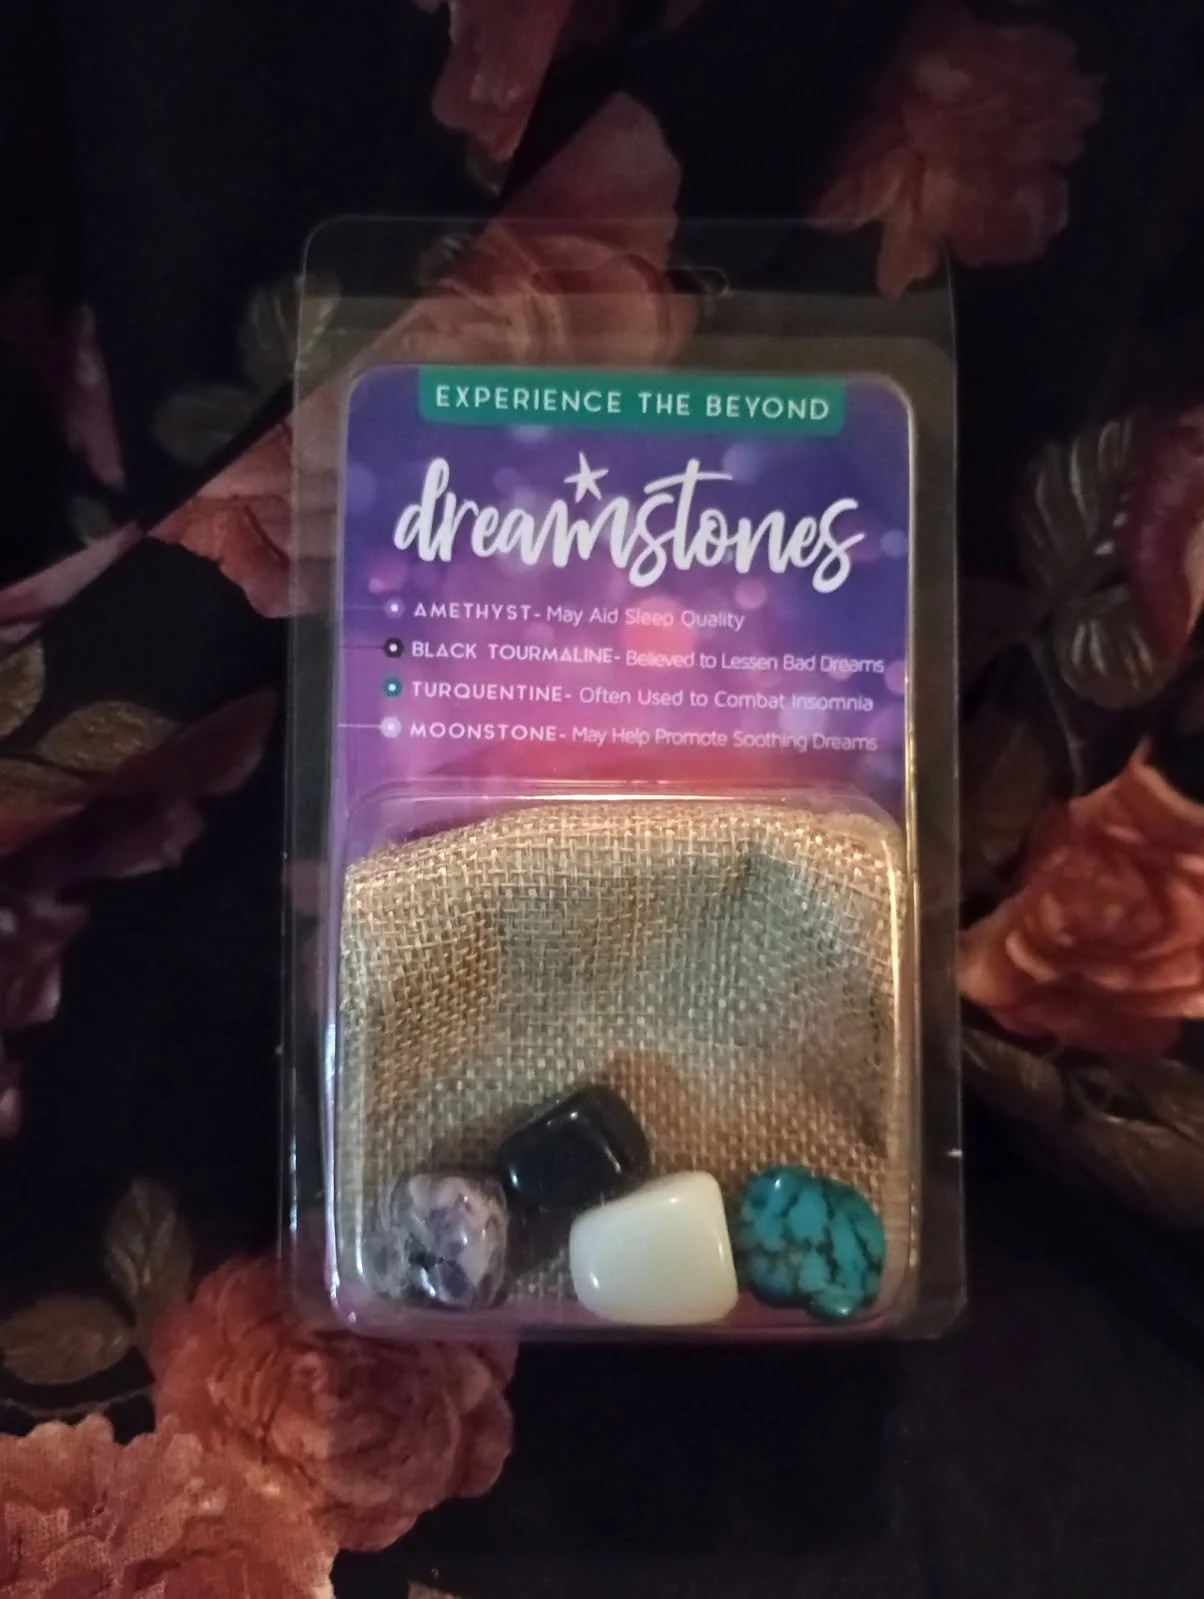 EXPERIENCE THE BEYOND
dreamstones
AMETHYST- May Aid Sleep Quality
BLACK TOURMALINE- Believed to Lessen Bad Dreams
TURQUENTINE- Often Used to Combat Insomnia
MOONSTONE- May Help Promote Soothing Dreams